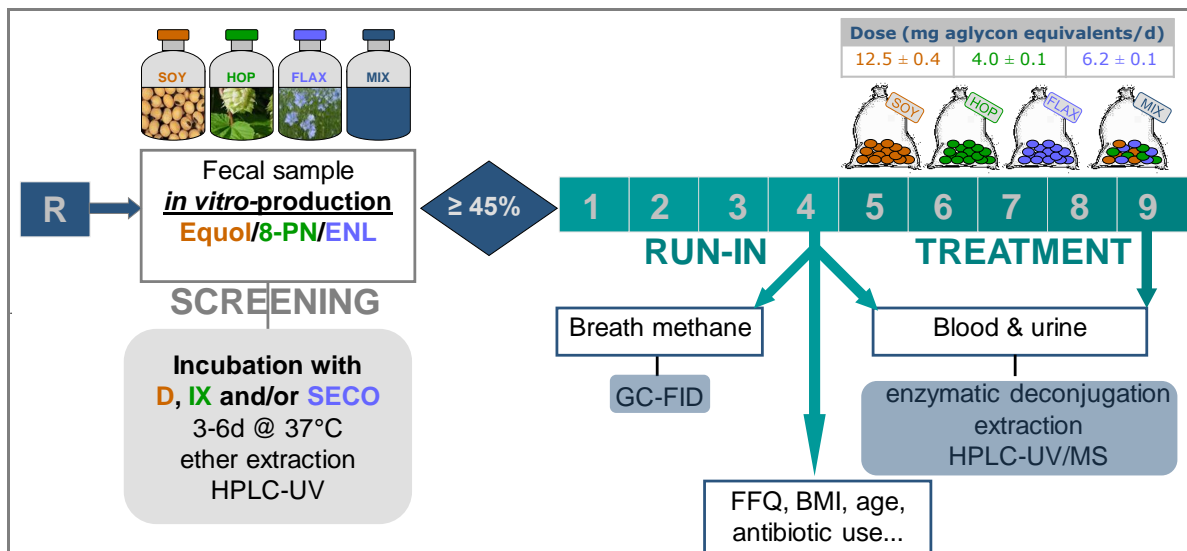 SOY
HOP
FLAX
MIX
Dose (mg aglycon equivalents/d)
12.5 ± 0.4
4.0 ± 0.1
6.2 ± 0.1
SOY
HOP
FLAX
MIX
R
Fecal sample
in vitro-production
Equol/8-PN/ENL
≥ 45%
1 2 3 4 5 6 7 8 9
RUN-IN
TREATMENT
SCREENING
Incubation with
D, IX and/or SECO
3-6d @ 37°C
ether extraction
HPLC-UV
Breath methane
GC-FID
Blood & urine
enzymatic deconjugation
extraction
HPLC-UV/MS
FFQ, BMI, age,
antibiotic use...